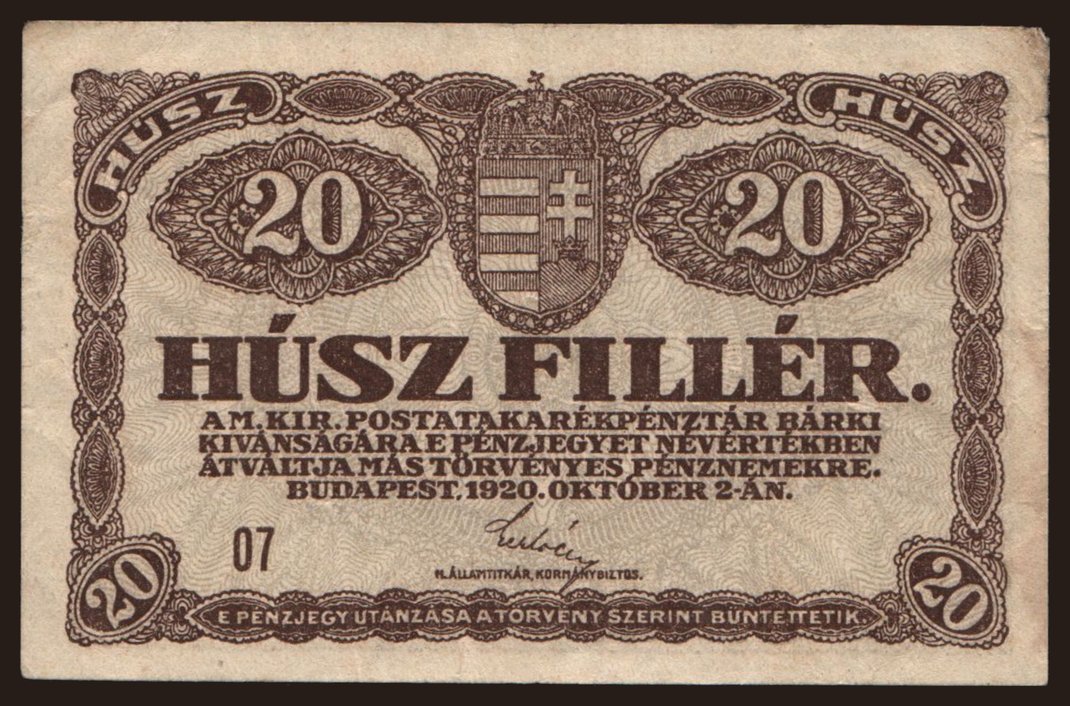 HÚSZ
HÚSZ
20
20
HÚSZ FILLÉR.
A M. KIR. POSTATAKARÉKPÉNZTÁR BÁRKI
KIVÁNSÁGÁRA E PÉNZJEGYET NÉVÉRTÉKBEN
ÁTVÁLTJA MÁS TÖRVÉNYES PÉNZNEMEKRE.
BUDAPEST, 1920. OKTÓBER 2-ÁN.
07
H. ÁLLAMTITKÁR, KORMÁNYBIZTOS.
20
20
E PÉNZJEGY UTÁNZÁSA A TÖRVÉNY SZERINT BÜNTETTETIK.